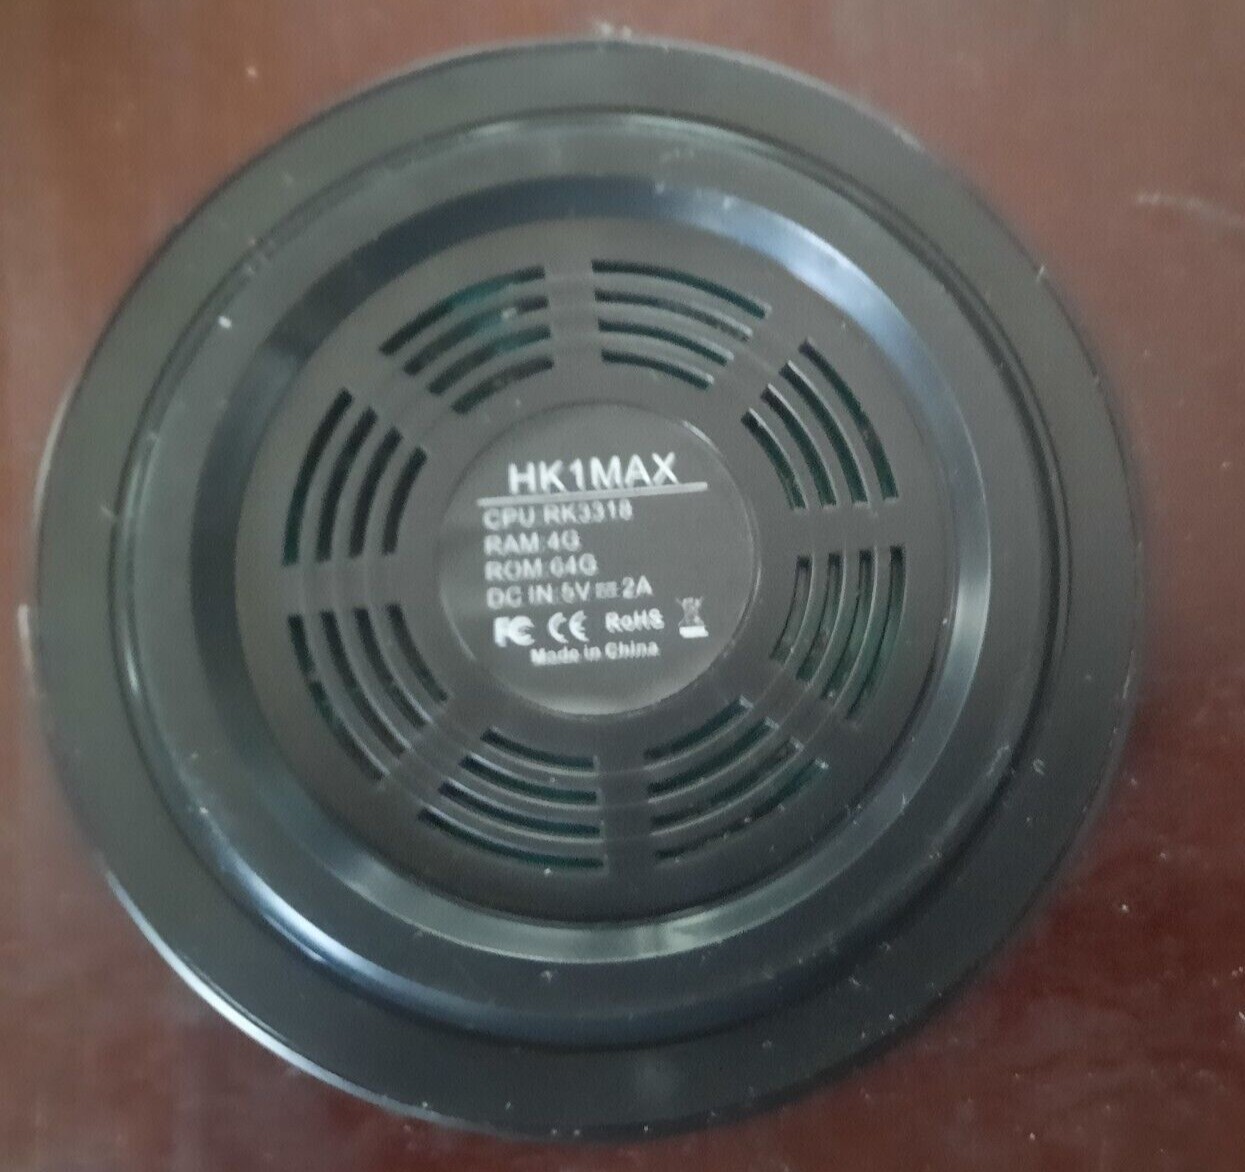 HK1MAX
CPU:RK3318
RAM:4G
ROM:64G
DC IN:5V⎓2A
FC CE RoHS
Made in China